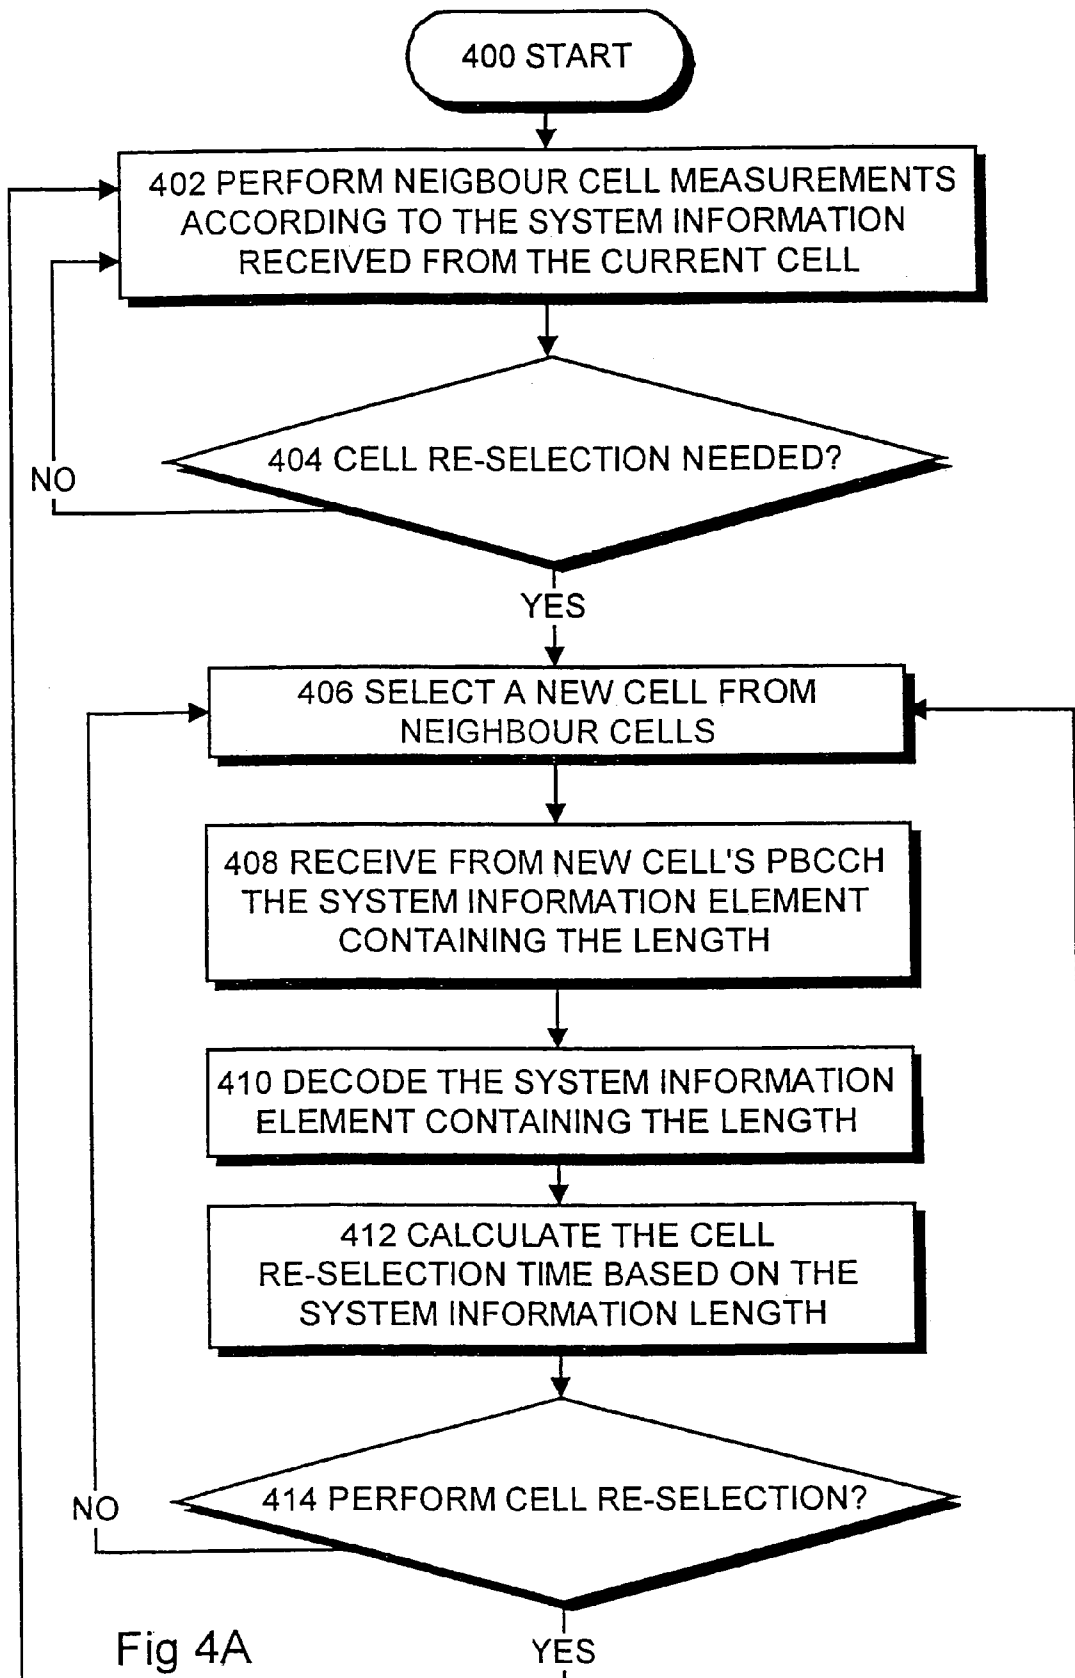 400 START
402 PERFORM NEIGBOUR CELL MEASUREMENTS
ACCORDING TO THE SYSTEM INFORMATION
RECEIVED FROM THE CURRENT CELL
404 CELL RE-SELECTION NEEDED?
NO
YES
406 SELECT A NEW CELL FROM
NEIGHBOUR CELLS
408 RECEIVE FROM NEW CELL'S PBCCH
THE SYSTEM INFORMATION ELEMENT
CONTAINING THE LENGTH
410 DECODE THE SYSTEM INFORMATION
ELEMENT CONTAINING THE LENGTH
412 CALCULATE THE CELL
RE-SELECTION TIME BASED ON THE
SYSTEM INFORMATION LENGTH
414 PERFORM CELL RE-SELECTION?
NO
YES
Fig 4A